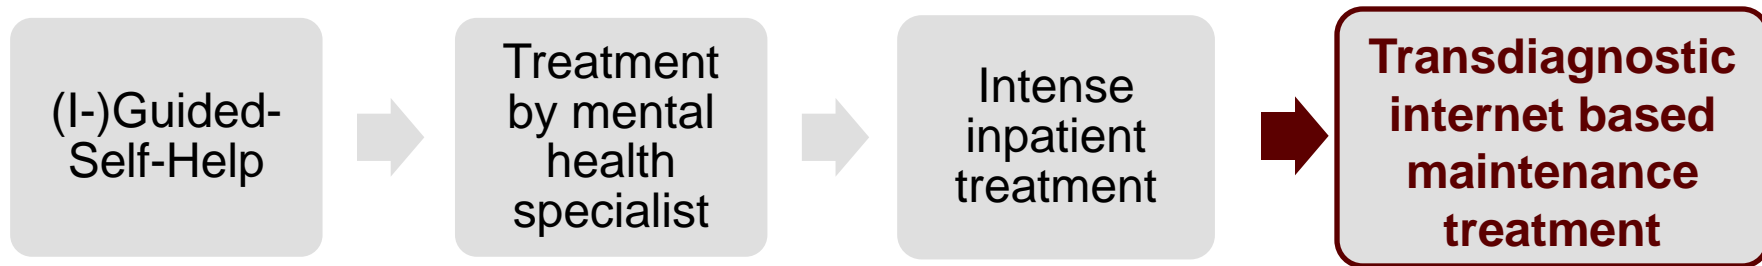 (I-)Guided-
Self-Help
Treatment
by mental
health
specialist
Intense
inpatient
treatment
Transdiagnostic
internet based
maintenance
treatment